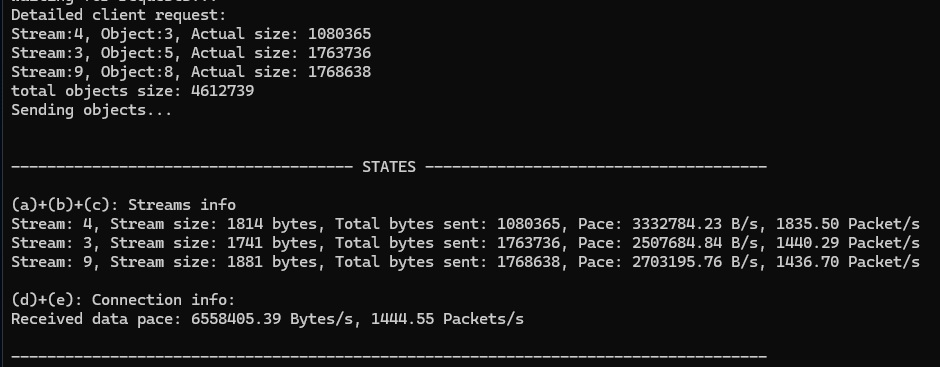 Detailed client request:
Stream:4, Object:3, Actual size: 1080365
Stream:3, Object:5, Actual size: 1763736
Stream:9, Object:8, Actual size: 1768638
total objects size: 4612739
Sending objects...
-------------------------------------- STATES --------------------------------------
(a)+(b)+(c): Streams info
Stream: 4, Stream size: 1814 bytes, Total bytes sent: 1080365, Pace: 3332784.23 B/s, 1835.50 Packet/s
Stream: 3, Stream size: 1741 bytes, Total bytes sent: 1763736, Pace: 2507684.84 B/s, 1440.29 Packet/s
Stream: 9, Stream size: 1881 bytes, Total bytes sent: 1768638, Pace: 2703195.76 B/s, 1436.70 Packet/s
(d)+(e): Connection info:
Received data pace: 6558405.39 Bytes/s, 1444.55 Packets/s
------------------------------------------------------------------------------------